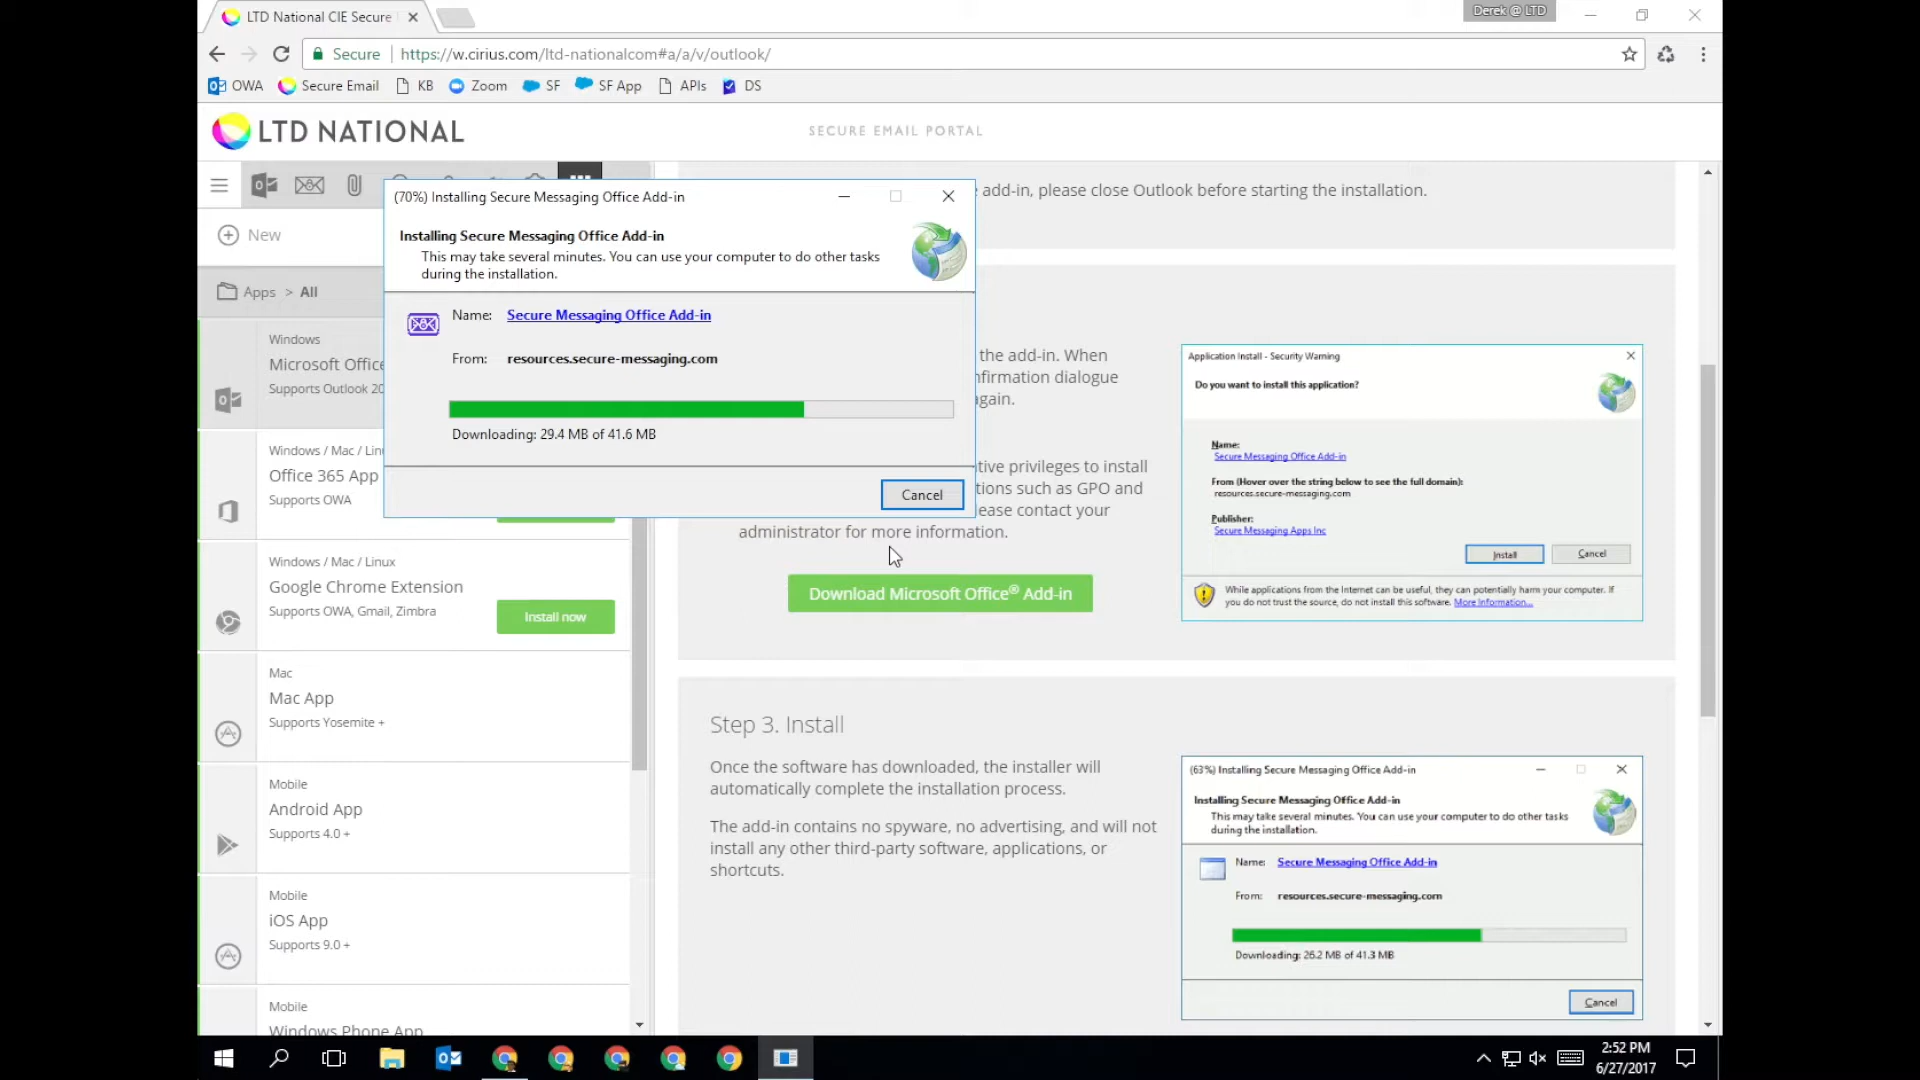 LTD National CIE Secure
Derek @ LTD
Secure
https://w.cirius.com/ltd-nationalcom#a/a/v/outlook/
OWA
Secure Email
KB
Zoom
SF
SF App
APIs
DS
LTD NATIONAL
SECURE EMAIL PORTAL
New
Apps > All
Windows
Microsoft Office
Supports Outlook 20
Windows / Mac / Lin
Office 365 App
Supports OWA
Windows / Mac / Linux
Google Chrome Extension
Supports OWA, Gmail, Zimbra
Install now
Mac
Mac App
Supports Yosemite +
Mobile
Android App
Supports 4.0 +
Mobile
iOS App
Supports 9.0 +
Mobile
Windows Phone App
(70%) Installing Secure Messaging Office Add-in
Installing Secure Messaging Office Add-in
This may take several minutes. You can use your computer to do other tasks
during the installation.
Name: Secure Messaging Office Add-in
From: resources.secure-messaging.com
Downloading: 29.4 MB of 41.6 MB
Cancel
add-in, please close Outlook before starting the installation.
the add-in. When
nfirmation dialogue
again.
tive privileges to install
tions such as GPO and
ease contact your
administrator for more information.
Download Microsoft Office® Add-in
Application Install - Security Warning
Do you want to install this application?
Name:
Secure Messaging Office Add-in
From (Hover over the string below to see the full domain):
resources.secure-messaging.com
Publisher:
Secure Messaging Apps Inc
Install
Cancel
While applications from the Internet can be useful, they can potentially harm your computer. If
you do not trust the source, do not install this software. More Information...
Step 3. Install
Once the software has downloaded, the installer will
automatically complete the installation process.
The add-in contains no spyware, no advertising, and will not
install any other third-party software, applications, or
shortcuts.
(63%) Installing Secure Messaging Office Add-in
Installing Secure Messaging Office Add-in
This may take several minutes. You can use your computer to do other tasks
during the installation.
Name: Secure Messaging Office Add-in
From: resources.secure-messaging.com
Downloading: 26.2 MB of 41.3 MB
Cancel
2:52 PM
6/27/2017